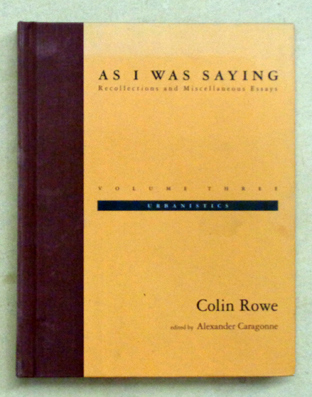 AS I WAS SAYING
Recollections and Miscellaneous Essays
VOLUME THREE
URBANISTICS
Colin Rowe
edited by Alexander Caragonne